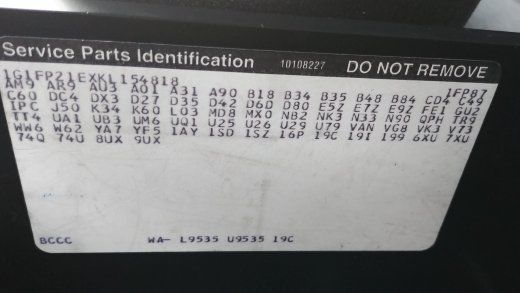 Service Parts Identification 10108227 DO NOT REMOVE
1G1FP21EXKL154818 1FP87
AM9 AR9 AU3 A01 A31 A90 B18 B34 B35 B48 B84 CD4 C49
C60 DC4 DX3 D27 D35 D42 D6D D80 E5Z E7Z E9Z FE1 GU2
IPC J50 K34 K60 L03 MD8 MX0 NB2 NK3 N33 N90 QPH TR9
TT4 UA1 UB3 UM6 UQ1 U25 U26 U29 U79 VAN VG8 VK3 V73
WW6 W62 YA7 YF5 1AY 1SD 1SZ 16P 19C 19I 199 6XU 7XU
74Q 74U 8UX 9UX
BCCC WA- L9535 U9535 19C